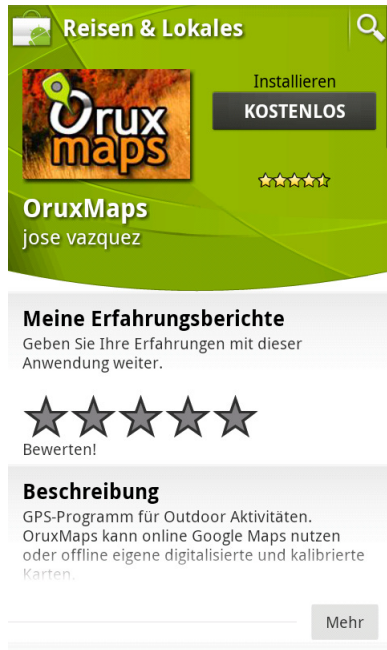 Reisen & Lokales
Installieren
KOSTENLOS
Orux
maps
OruxMaps
jose vazquez
Meine Erfahrungsberichte
Geben Sie Ihre Erfahrungen mit dieser
Anwendung weiter.
Bewerten!
Beschreibung
GPS-Programm für Outdoor Aktivitäten.
OruxMaps kann online Google Maps nutzen
oder offline eigene digitalisierte und kalibrierte
Karten.
Mehr